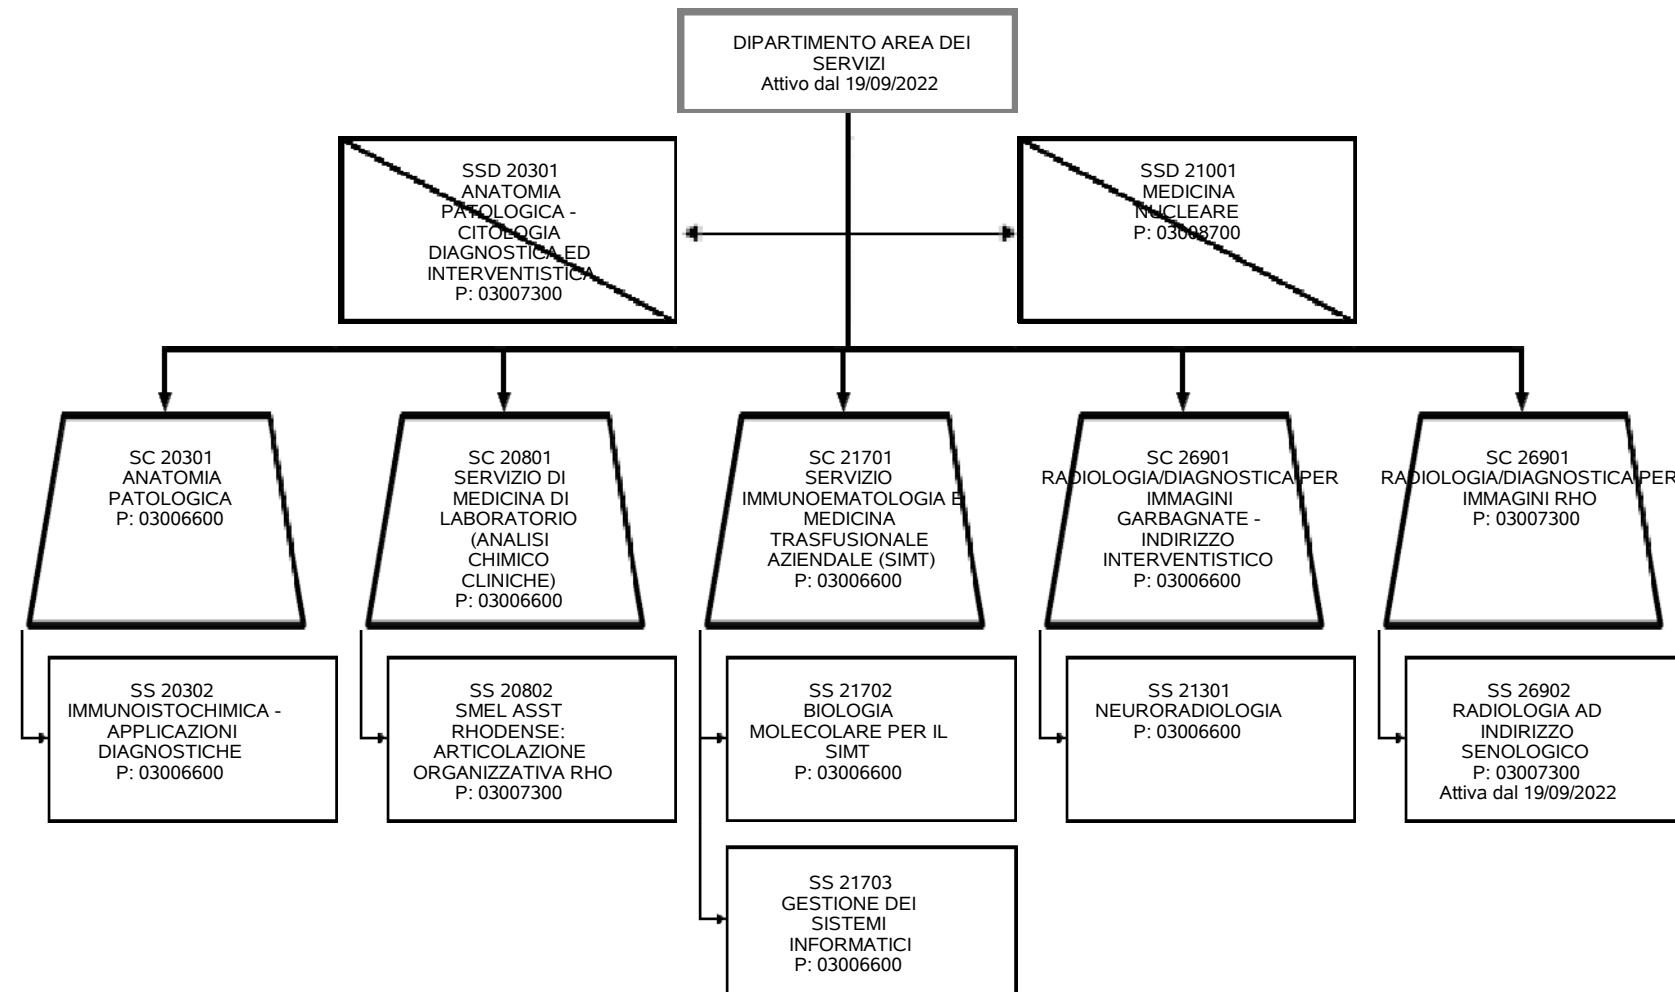 DIPARTIMENTO AREA DEI
SERVIZI
Attivo dal 19/09/2022
SSD 20301
ANATOMIA
PATOLOGICA -
CITOLOGIA
DIAGNOSTICA ED
INTERVENTISTICA
P: 03007300
SSD 21001
MEDICINA
NUCLEARE
P: 03008700
SC 20301
ANATOMIA
PATOLOGICA
P: 03006600
SC 20801
SERVIZIO DI
MEDICINA DI
LABORATORIO
(ANALISI
CHIMICO
CLINICHE)
P: 03006600
SC 21701
SERVIZIO
IMMUNOEMATOLOGIA E
MEDICINA
TRASFUSIONALE
AZIENDALE (SIMT)
P: 03006600
SC 26901
RADIOLOGIA/DIAGNOSTICA PER
IMMAGINI
GARBAGNATE -
INDIRIZZO
INTERVENTISTICO
P: 03006600
SC 26901
RADIOLOGIA/DIAGNOSTICA PER
IMMAGINI RHO
P: 03007300
SS 20302
IMMUNOISTOCHIMICA -
APPLICAZIONI
DIAGNOSTICHE
P: 03006600
SS 20802
SMEL ASST
RHODENSE:
ARTICOLAZIONE
ORGANIZZATIVA RHO
P: 03007300
SS 21702
BIOLOGIA
MOLECOLARE PER IL
SIMT
P: 03006600
SS 21301
NEURORADIOLOGIA
P: 03006600
SS 26902
RADIOLOGIA AD
INDIRIZZO
SENOLOGICO
P: 03007300
Attiva dal 19/09/2022
SS 21703
GESTIONE DEI
SISTEMI
INFORMATICI
P: 03006600